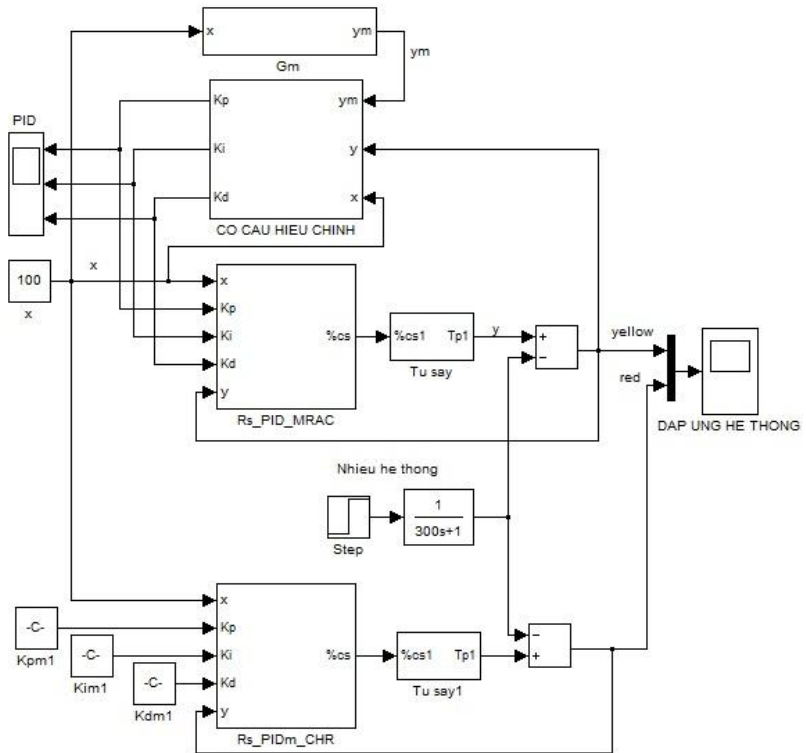 x
ym
Gm
ym
Kp
ym
PID
Ki
y
Kd
x
CO CAU HIEU CHINH
100
x
x
x
Kp
Ki
Kd
y
%cs
Rs_PID_MRAC
%cs1
Tp1
Tu say
y
+
−
yellow
red
DAP UNG HE THONG
Nhieu he thong
Step
1
300s+1
-C-
Kpm1
-C-
Kim1
-C-
Kdm1
x
Kp
Ki
Kd
y
%cs
Rs_PIDm_CHR
%cs1
Tp1
Tu say1
−
+